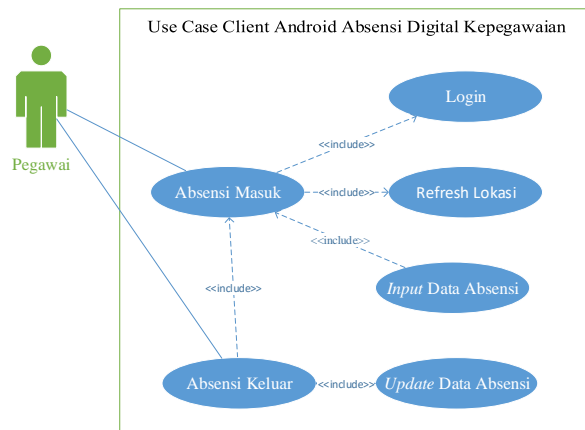 Use Case Client Android Absensi Digital Kepegawaian
Pegawai
Login
<<include>>
Absensi Masuk
<<include>>
Refresh Lokasi
<<include>>
Input Data Absensi
<<include>>
Absensi Keluar
<<include>>
Update Data Absensi